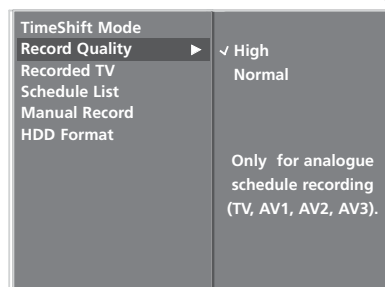 TimeShift Mode
Record Quality ►
Recorded TV
Schedule List
Manual Record
HDD Format
✓ High
Normal
Only for analogue
schedule recording
(TV, AV1, AV2, AV3).